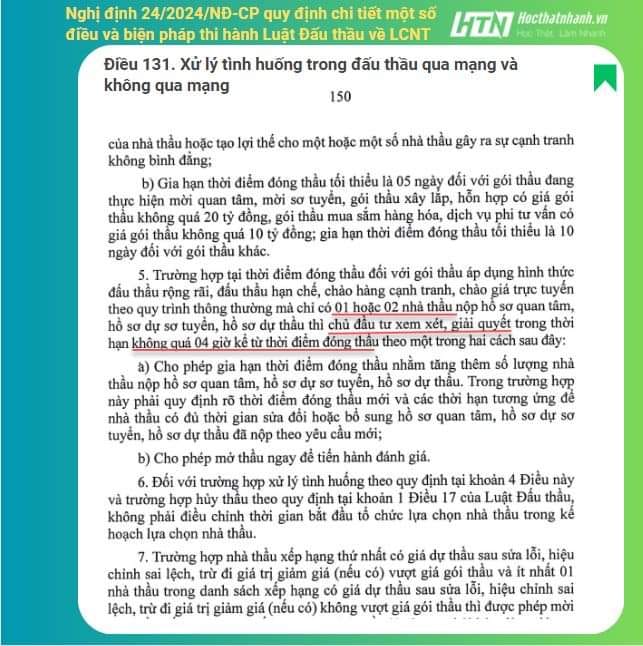 Nghị định 24/2024/NĐ-CP quy định chi tiết một số
điều và biện pháp thi hành Luật Đấu thầu về LCNT
HTN Hocthatnhanh.vn
Học Thật, Làm Nhanh
Điều 131. Xử lý tình huống trong đấu thầu qua mạng và
không qua mạng
150
của nhà thầu hoặc tạo lợi thế cho một hoặc một số nhà thầu gây ra sự cạnh tranh
không bình đẳng;
b) Gia hạn thời điểm đóng thầu tối thiểu là 05 ngày đối với gói thầu đang
thực hiện mời quan tâm, mời sơ tuyển, gói thầu xây lắp, hỗn hợp có giá gói
thầu không quá 20 tỷ đồng, gói thầu mua sắm hàng hóa, dịch vụ phi tư vấn có
giá gói thầu không quá 10 tỷ đồng; gia hạn thời điểm đóng thầu tối thiểu là 10
ngày đối với gói thầu khác.
5. Trường hợp tại thời điểm đóng thầu đối với gói thầu áp dụng hình thức
đấu thầu rộng rãi, đấu thầu hạn chế, chào hàng cạnh tranh, chào giá trực tuyến
theo quy trình thông thường mà chỉ có 01 hoặc 02 nhà thầu nộp hồ sơ quan tâm,
hồ sơ dự sơ tuyển, hồ sơ dự thầu thì chủ đầu tư xem xét, giải quyết trong thời
hạn không quá 04 giờ kể từ thời điểm đóng thầu theo một trong hai cách sau đây:
a) Cho phép gia hạn thời điểm đóng thầu nhằm tăng thêm số lượng nhà
thầu nộp hồ sơ quan tâm, hồ sơ dự sơ tuyển, hồ sơ dự thầu. Trong trường hợp
này phải quy định rõ thời điểm đóng thầu mới và các thời hạn tương ứng để
nhà thầu có đủ thời gian sửa đổi hoặc bổ sung hồ sơ quan tâm, hồ sơ dự sơ
tuyển, hồ sơ dự thầu đã nộp theo yêu cầu mới;
b) Cho phép mở thầu ngay để tiến hành đánh giá.
6. Đối với trường hợp xử lý tình huống theo quy định tại khoản 4 Điều này
và trường hợp hủy thầu theo quy định tại khoản 1 Điều 17 của Luật Đấu thầu,
không phải điều chỉnh thời gian bắt đầu tổ chức lựa chọn nhà thầu trong kế
hoạch lựa chọn nhà thầu.
7. Trường hợp nhà thầu xếp hạng thứ nhất có giá dự thầu sau sửa lỗi, hiệu
chỉnh sai lệch, trừ đi giá trị giảm giá (nếu có) vượt giá gói thầu và ít nhất 01
nhà thầu trong danh sách xếp hạng có giá dự thầu sau sửa lỗi, hiệu chỉnh sai
lệch, trừ đi giá trị giảm giá (nếu có) không vượt giá gói thầu thì được phép mời